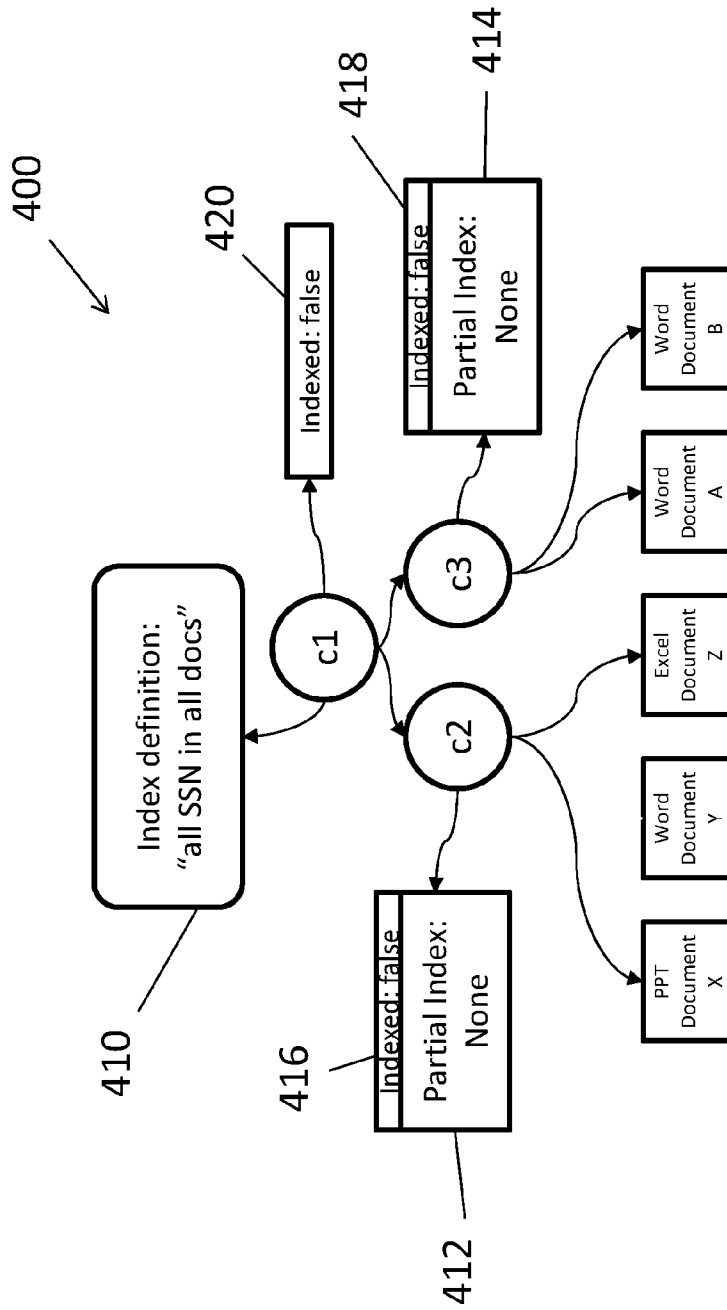 400
Index definition:
“all SSN in all docs”
410
420
Indexed: false
c1
418
Indexed: false
Partial Index:
None
414
c3
c2
416
Indexed: false
Partial Index:
None
412
PPT
Document
X
Word
Document
Y
Excel
Document
Z
Word
Document
A
Word
Document
B